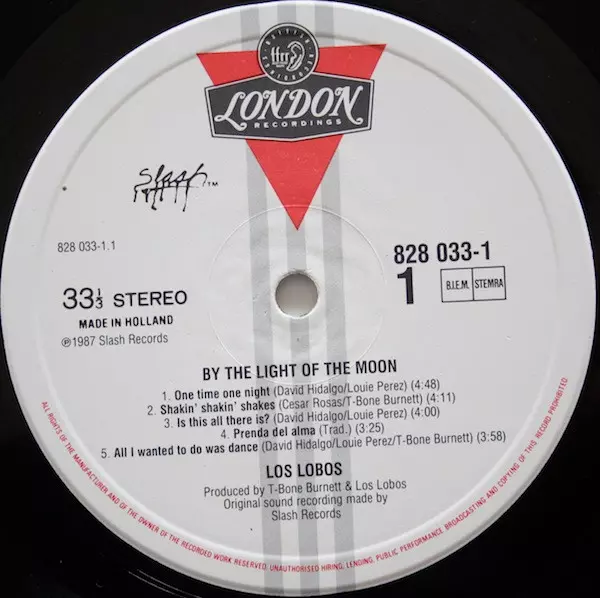 ffrr
LONDON
RECORDINGS
Slash™
828 033-1.1
828 033-1
33⅓ STEREO
1
B.I.E.M. STEMRA
MADE IN HOLLAND
℗1987 Slash Records
BY THE LIGHT OF THE MOON
1. One time one night (David Hidalgo/Louie Perez) (4:48)
2. Shakin' shakin' shakes (Cesar Rosas/T-Bone Burnett) (4:11)
3. Is this all there is? (David Hidalgo/Louie Perez) (4:00)
4. Prenda del alma (Trad.) (3:25)
5. All I wanted to do was dance (David Hidalgo/Louie Perez/T-Bone Burnett) (3:58)
LOS LOBOS
Produced by T-Bone Burnett & Los Lobos
Original sound recording made by
Slash Records
ALL RIGHTS OF THE MANUFACTURER AND OF THE OWNER OF THE RECORDED WORK RESERVED. UNAUTHORISED HIRING, LENDING, PUBLIC PERFORMANCE, BROADCASTING AND COPYING OF THIS RECORD PROHIBITED